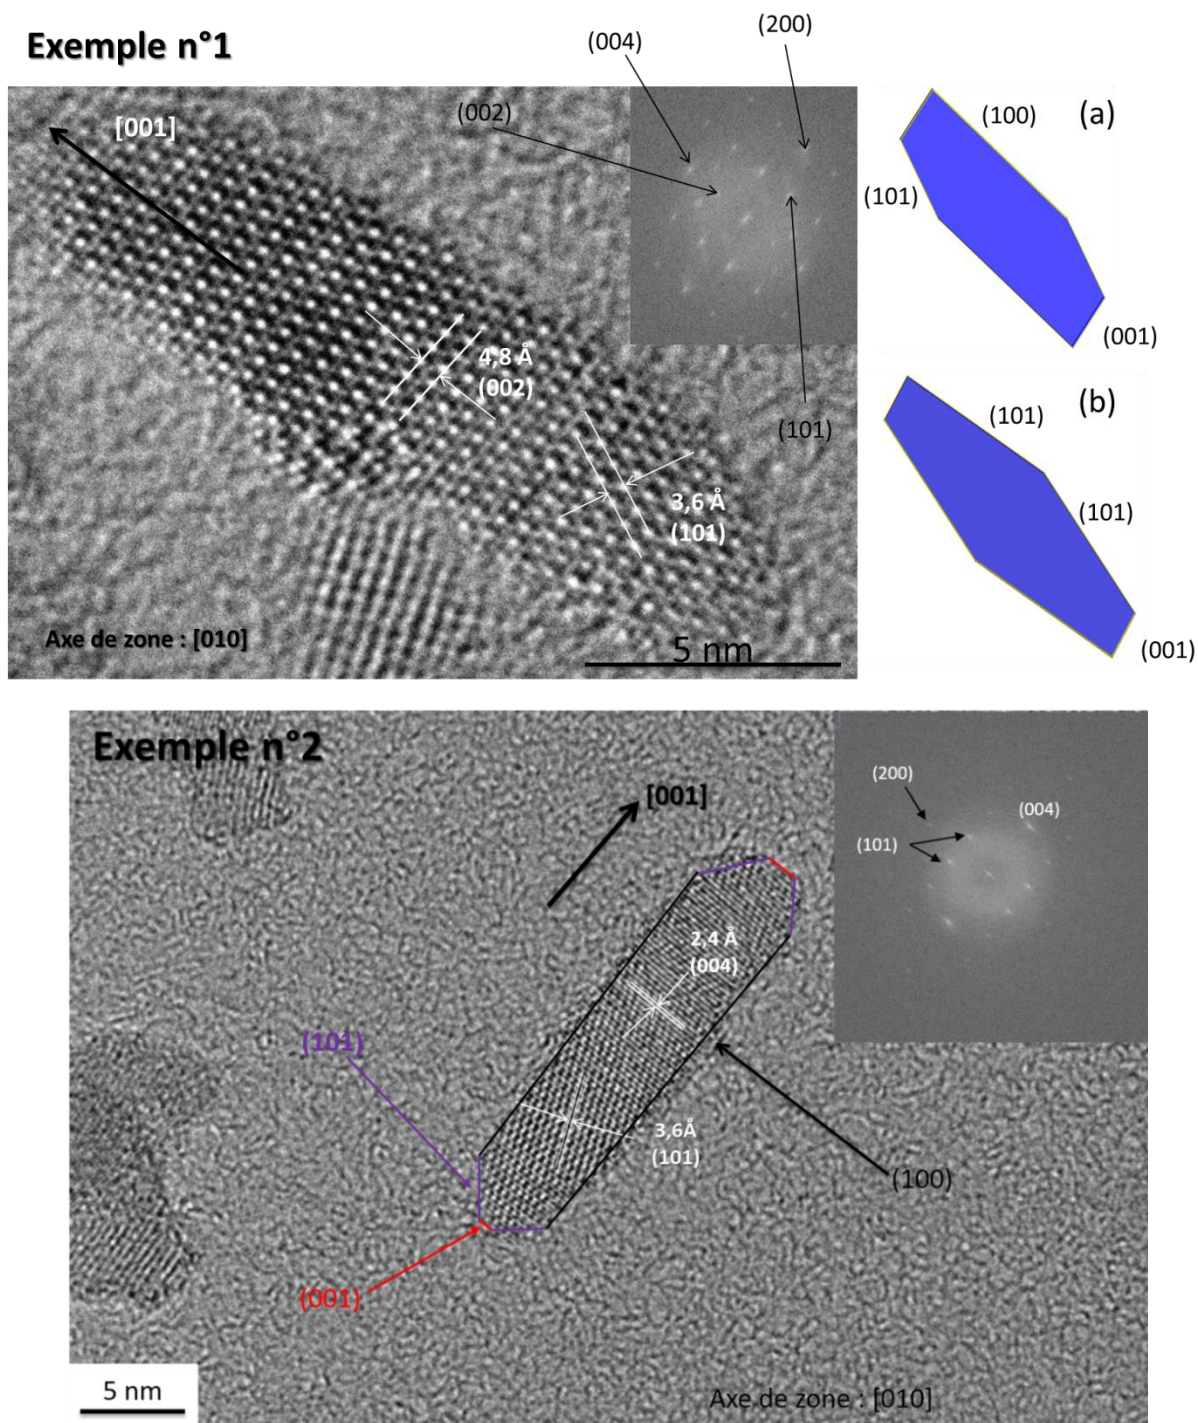 Exemple n°1
(004)
(200)
(002)
[001]
(101)
4,8 Å
(002)
3,6 Å
(101)
Axe de zone : [010]
5 nm
(a)
(100)
(101)
(001)
(b)
(101)
(101)
(001)
Exemple n°2
[001]
(200)
(004)
(101)
2,4 Å
(004)
(101)
3,6Å
(101)
(100)
(001)
5 nm
Axe de zone : [010]